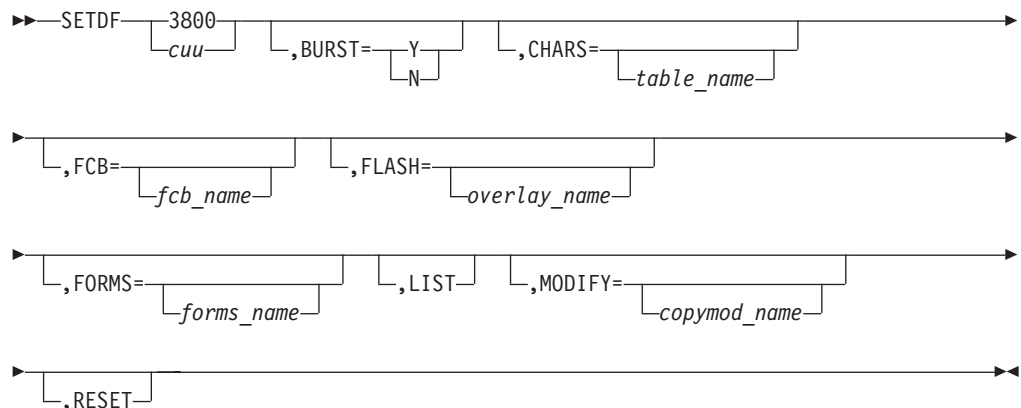 SETDF 3800 ,BURST= Y ,CHARS=
cuu N table_name
,FCB= ,FLASH=
fcb_name overlay_name
,FORMS= ,LIST ,MODIFY=
forms_name copymod_name
,RESET